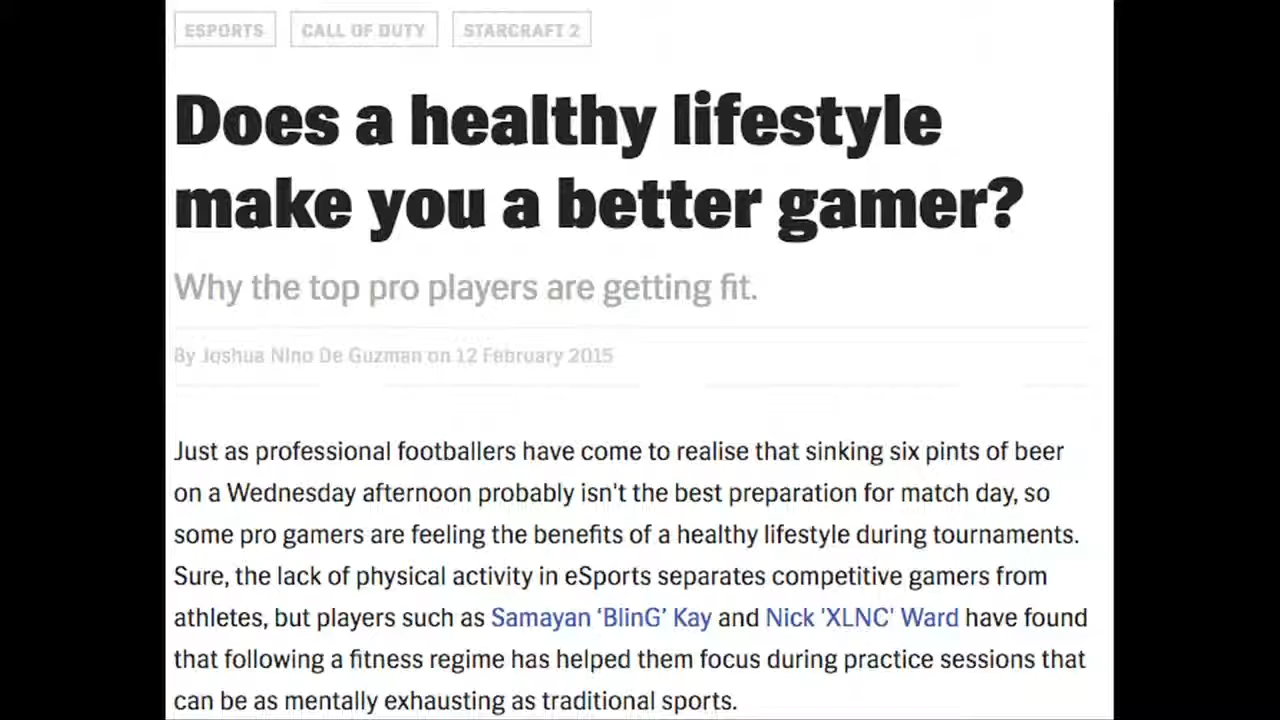 ESPORTS CALL OF DUTY STARCRAFT 2
Does a healthy lifestyle
make you a better gamer?
Why the top pro players are getting fit.
By Joshua Nino De Guzman on 12 February 2015
Just as professional footballers have come to realise that sinking six pints of beer
on a Wednesday afternoon probably isn't the best preparation for match day, so
some pro gamers are feeling the benefits of a healthy lifestyle during tournaments.
Sure, the lack of physical activity in eSports separates competitive gamers from
athletes, but players such as Samayan ‘BlinG’ Kay and Nick 'XLNC' Ward have found
that following a fitness regime has helped them focus during practice sessions that
can be as mentally exhausting as traditional sports.